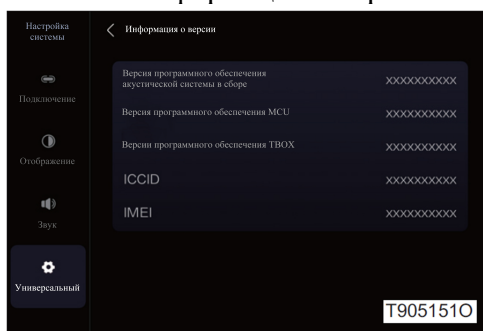 Настройка
системы
Информация о версии
Подключение
Отображение
Звук
Универсальный
Версия программного обеспечения
акустической системы в сборе
XXXXXXXXXX
Версия программного обеспечения MCU
XXXXXXXXXX
Версии программного обеспечения TBOX
XXXXXXXXXX
ICCID
XXXXXXXXXX
IMEI
XXXXXXXXXX
T905151O